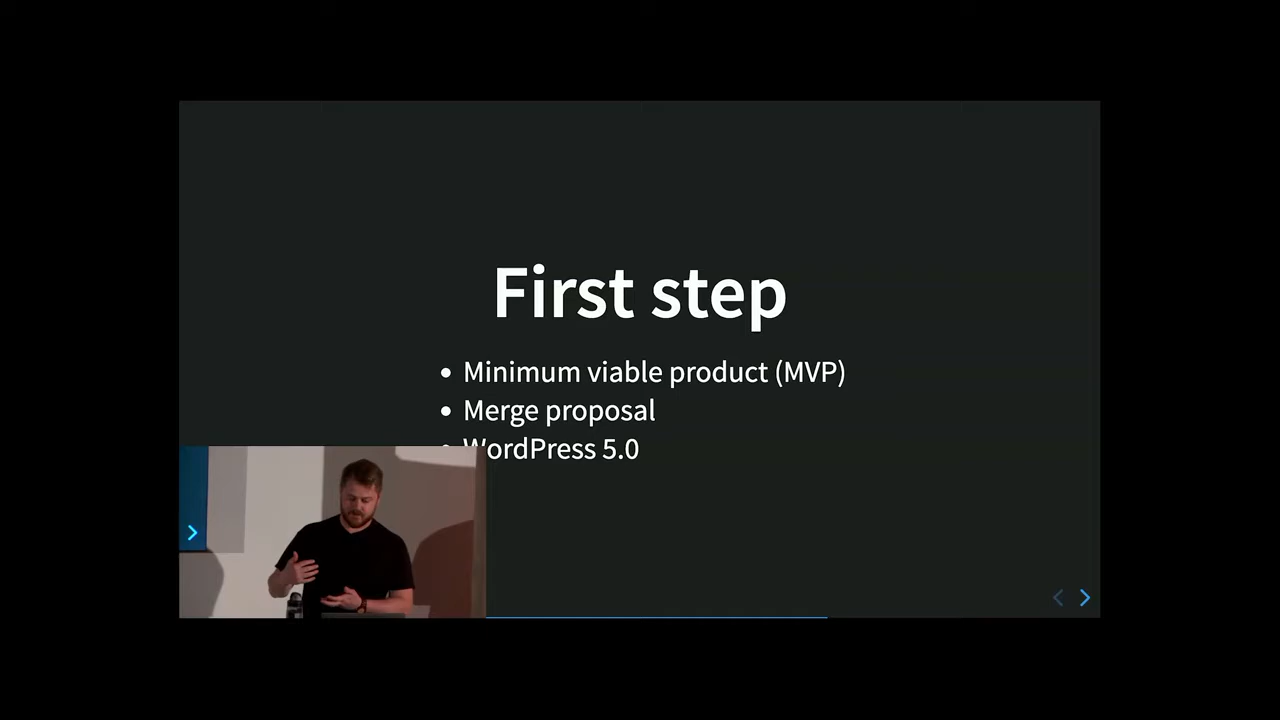 First step
Minimum viable product (MVP)
Merge proposal
WordPress 5.0